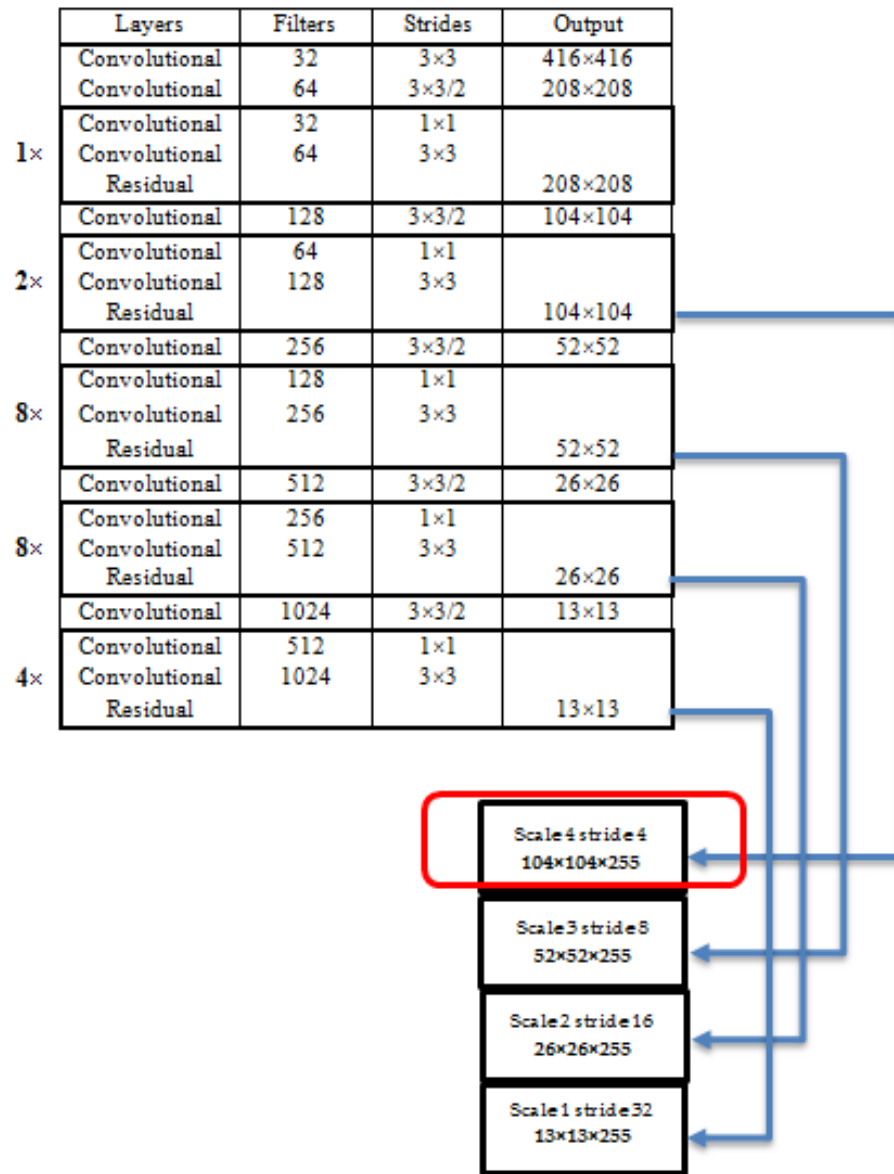 Layers Filters Strides Output
Convolutional 32 3×3 416×416
Convolutional 64 3×3/2 208×208
Convolutional 32 1×1
1× Convolutional 64 3×3
Residual 208×208
Convolutional 128 3×3/2 104×104
Convolutional 64 1×1
2× Convolutional 128 3×3
Residual 104×104
Convolutional 256 3×3/2 52×52
Convolutional 128 1×1
8× Convolutional 256 3×3
Residual 52×52
Convolutional 512 3×3/2 26×26
Convolutional 256 1×1
8× Convolutional 512 3×3
Residual 26×26
Convolutional 1024 3×3/2 13×13
Convolutional 512 1×1
4× Convolutional 1024 3×3
Residual 13×13
Scale4 stride4
104×104×255
Scale3 stride8
52×52×255
Scale2 stride16
26×26×255
Scale1 stride32
13×13×255